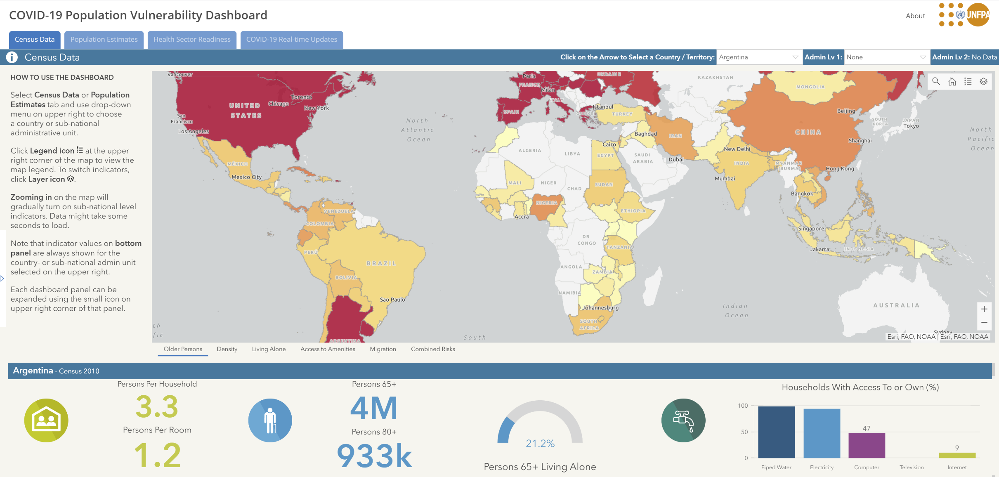 COVID-19 Population Vulnerability Dashboard
About
UNFPA
Census Data
Population Estimates
Health Sector Readiness
COVID-19 Real-time Updates
Census Data
Click on the Arrow to Select a Country / Territory:
Argentina
Admin Lv 1:
None
Admin Lv 2: No Data
HOW TO USE THE DASHBOARD
Select Census Data or Population
Estimates tab and use drop-down
menu on upper right to choose
a country or sub-national
administrative unit.
Click Legend icon at the upper
right corner of the map to view the
map legend. To switch indicators,
click Layer icon .
Zooming in on the map will
gradually turn on sub-national level
indicators. Data might take some
seconds to load.
Note that indicator values on bottom
panel are always shown for the
country- or sub-national admin unit
selected on the upper right.
Each dashboard panel can be
expanded using the small icon on
upper right corner of that panel.
Vancouver
Toronto
Chicago
New York
UNITED
STATES
San
Francisco
Los Angeles
MÉXICO
Mexico City
VENEZUELA
COLOMBIA
PERÚ
BRAZIL
BOLIVIA
Sao Paulo
ARGENTINA
th
fic
North
Atlantic
Ocean
South
Paris
FRANCE
Milan
ITALY
SPAIN
GREECE
UKRAINE
Istanbul
TURKEY
KAZAKHSTAN
MONGOLIA
Beijing
CHINA
SOUTH
KOREA
JAPAN
Tokyo
Shanghai
North
Pacific
Ocean
Baghdad
IRAN
Cairo
EGYPT
ALGERIA
LIBYA
SAUDI
ARABIA
Dubai
New Delhi
INDIA
Mumbai
MYANMAR
(BURMA)
Hong Kong
Bangkok
MALI
NIGER
CHAD
SUDAN
NIGERIA
Accra
ETHIOPIA
DR
CONGO
TANZANIA
ANGOLA
ZAMBIA
NAMIBIA
Johannesburg
SOUTH
AFRICA
Singapore
Jakarta
INDONESIA
Indian
Ocean
AUSTRALIA
Sydney
+
−
Esri, FAO, NOAA | Esri, FAO, NOAA
Older Persons
Density
Living Alone
Access to Amenities
Migration
Combined Risks
Argentina - Census 2010
Persons Per Household
3.3
Persons Per Room
1.2
Persons 65+
4M
Persons 80+
933k
21.2%
Persons 65+ Living Alone
Households With Access To or Own (%)
100
50
0
47
9
Piped Water
Electricity
Computer
Television
Internet